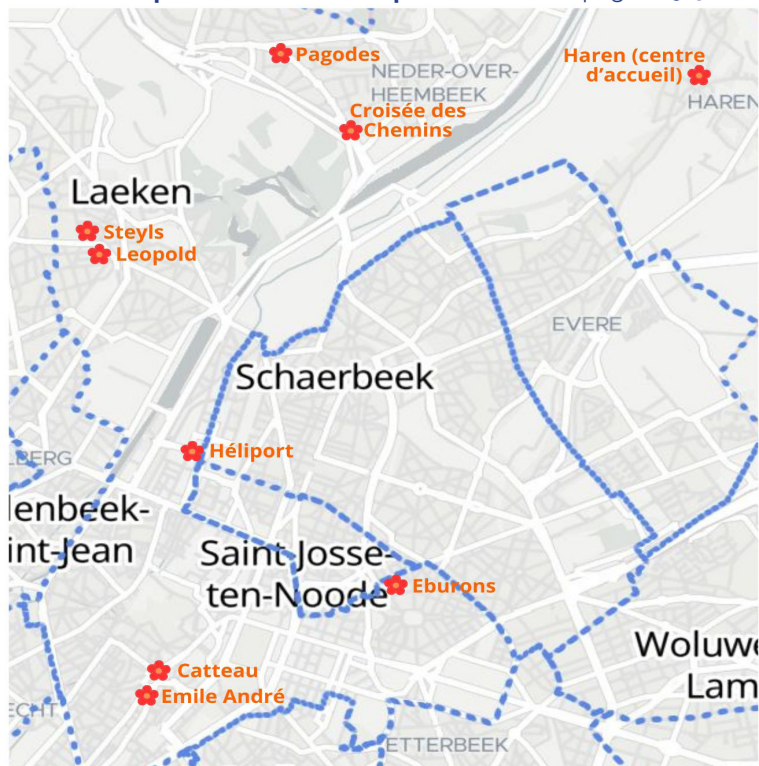 Pagodes
Haren (centre
d'accueil)
NEDER-OVER-
HEEMBEEK
HAREN
Croisée des
Chemins
Laeken
Steyls
Leopold
EVERE
Schaerbeek
Héliport
LBERG
lenbeek-
int-Jean
Saint-Josse-
ten-Noode
Eburons
Woluwe
Lam
Catteau
Emile André
ECHT
ETTERBEEK